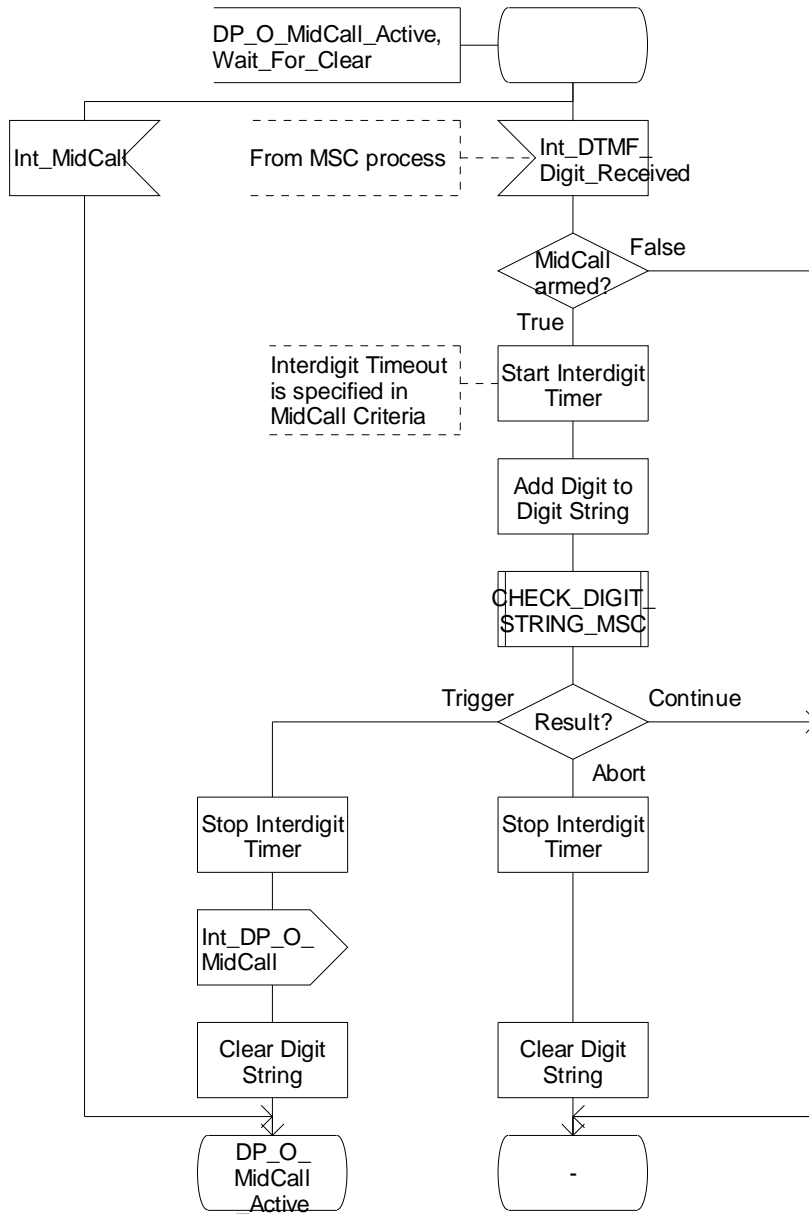 DP_O_MidCall_Active,
Wait_For_Clear
Int_MidCall
From MSC process
Int_DTMF_
Digit_Received
MidCall
armed?
False
True
Interdigit Timeout
is specified in
MidCall Criteria
Start Interdigit
Timer
Add Digit to
Digit String
CHECK_DIGIT_
STRING_MSC
Trigger
Result?
Continue
Abort
Stop Interdigit
Timer
Stop Interdigit
Timer
Int_DP_O_
MidCall
Clear Digit
String
Clear Digit
String
DP_O_
MidCall
_Active
-